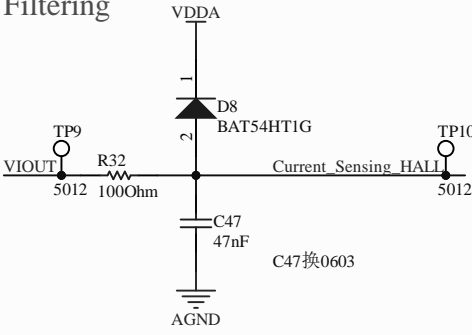 Filtering
VDDA
1
D8
BAT54HT1G
2
TP9
TP10
VIOUT
R32
Current_Sensing_HALL
5012
100Ohm
5012
C47
47nF
C47换0603
AGND